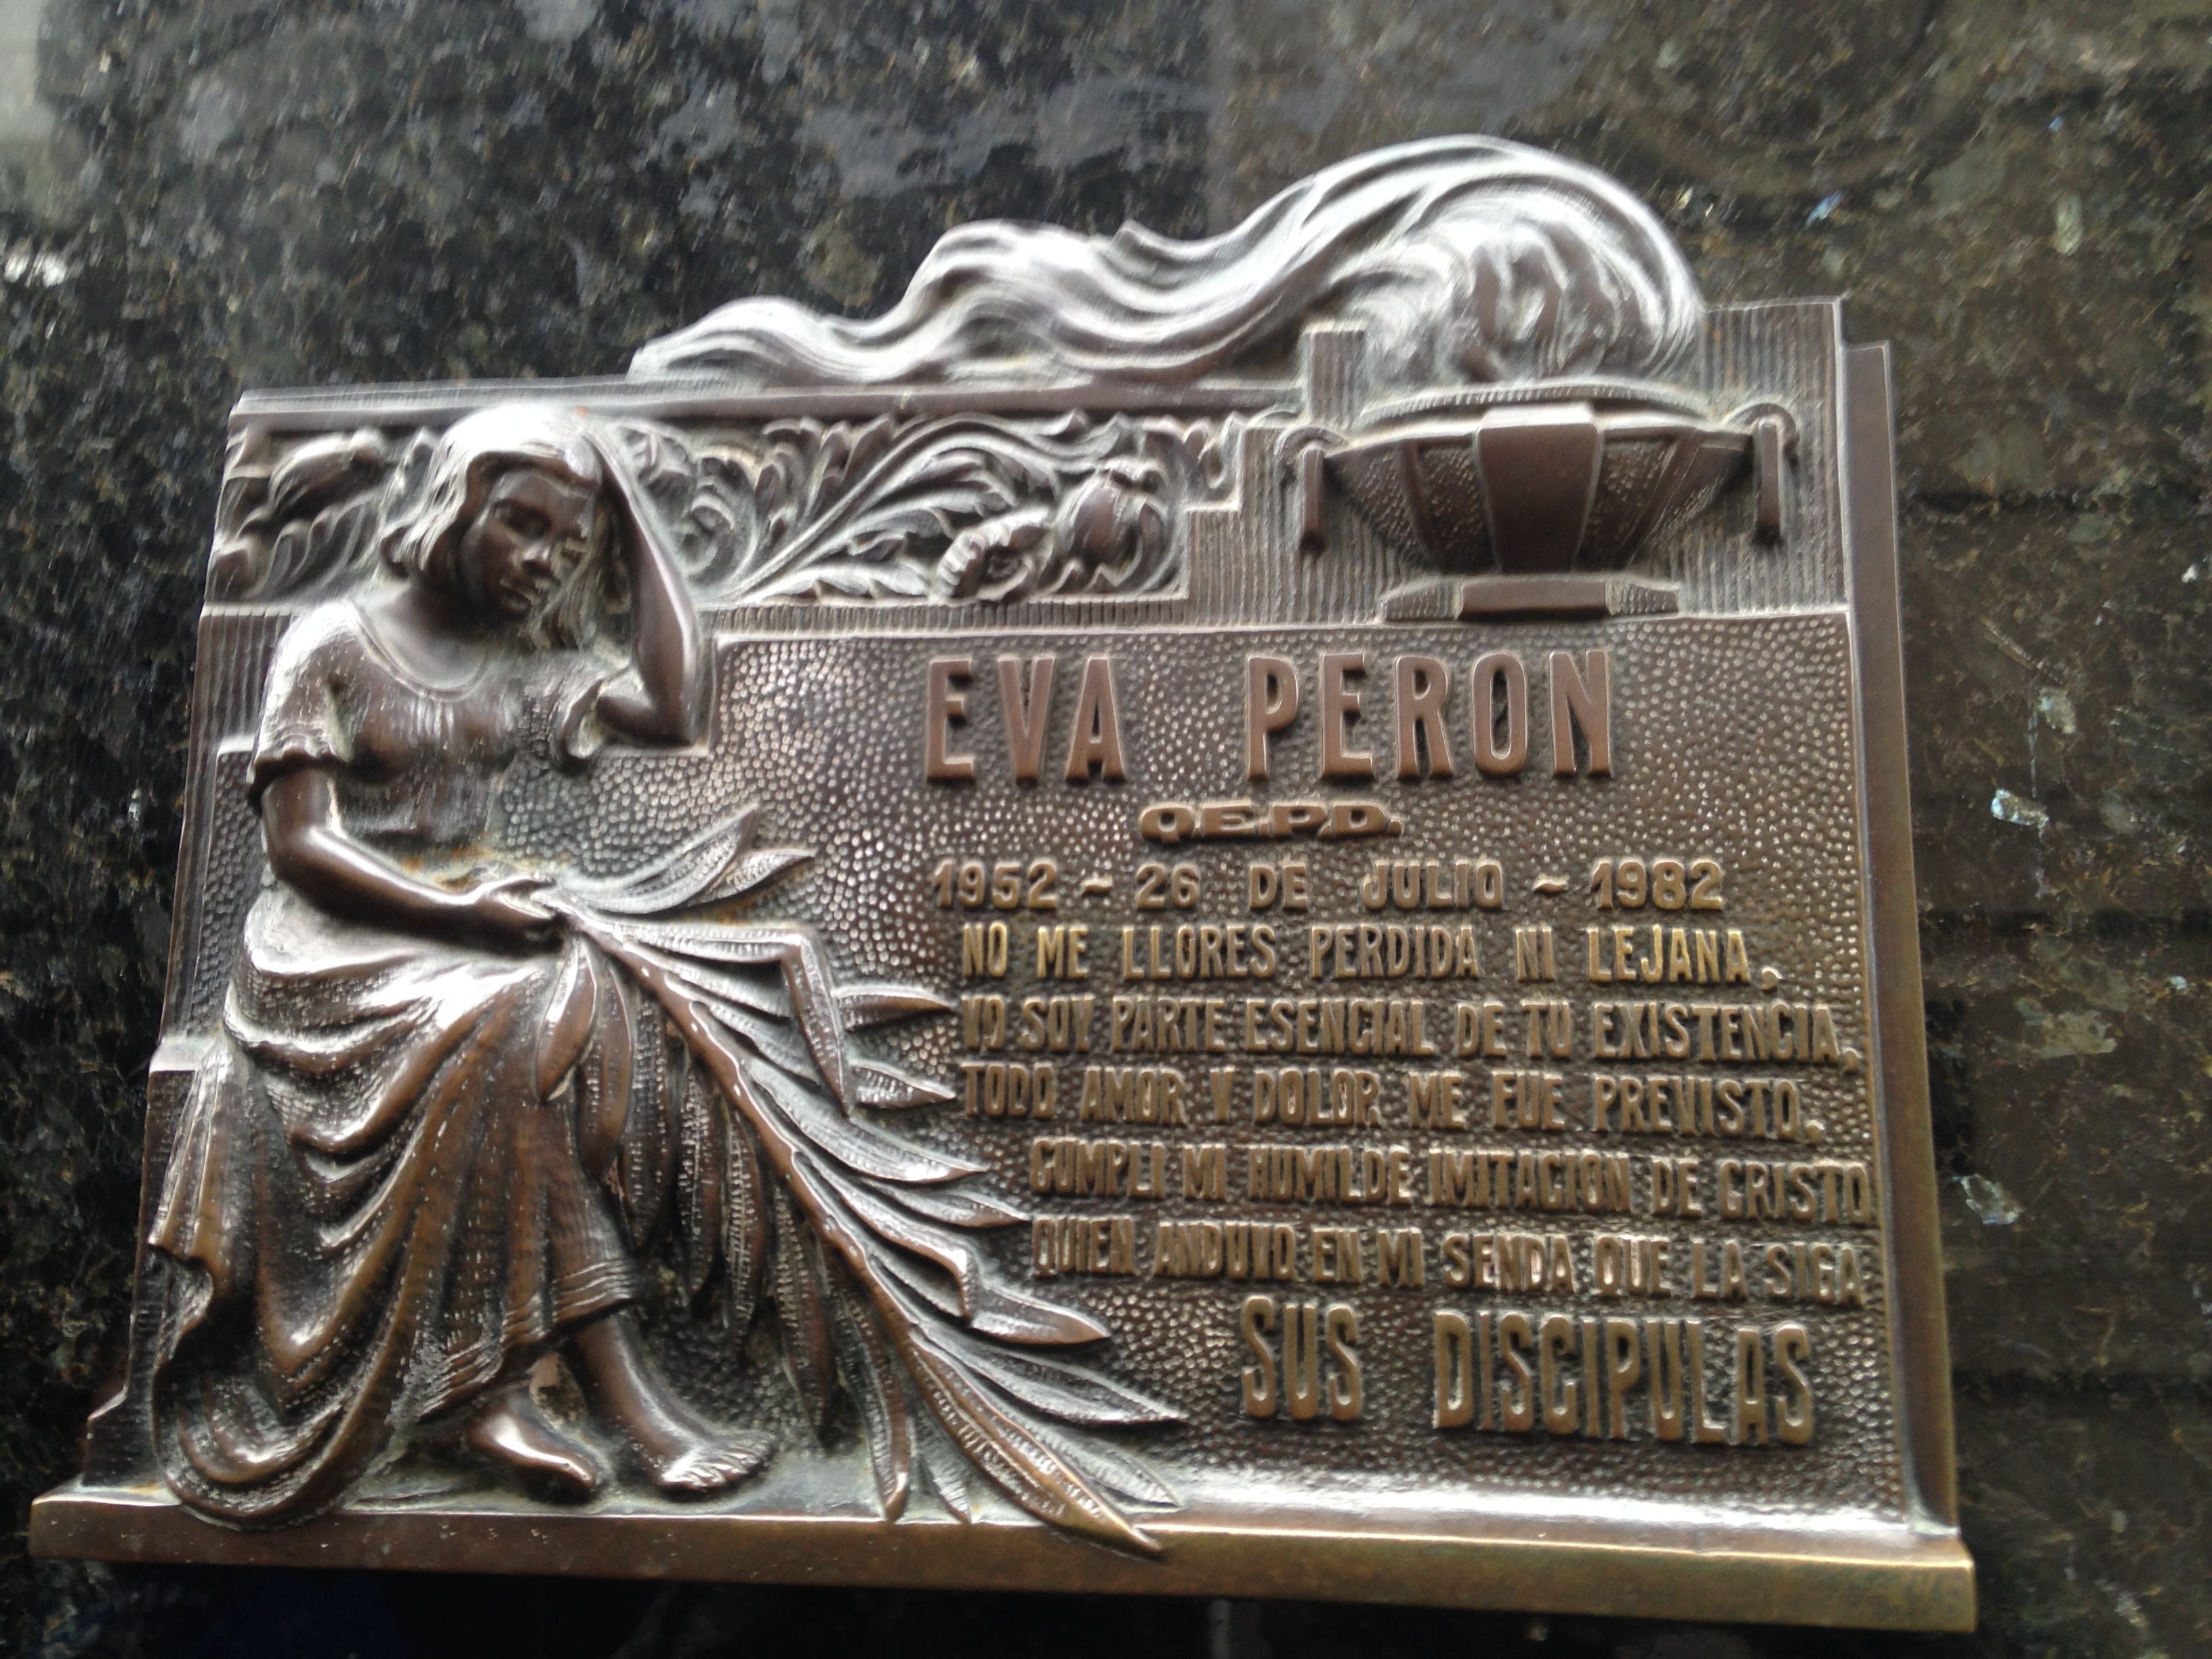 EVA PERON
Q.E.P.D.
1952 ~ 26 DE JULIO ~ 1982
NO ME LLORES PERDIDA NI LEJANA,
YO SOY PARTE ESENCIAL DE TU EXISTENCIA,
TODO AMOR Y DOLOR ME FUE PREVISTO,
CUMPLI MI HUMILDE IMITACION DE CRISTO
QUIEN ANDUVO EN MI SENDA QUE LA SIGA
SUS DISCIPULAS